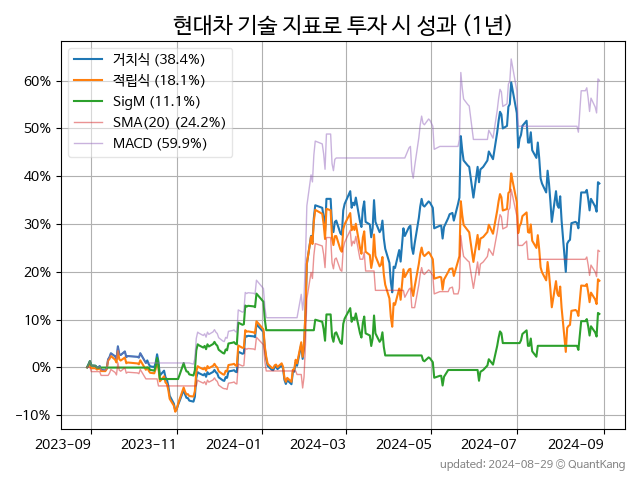 현대차 기술 지표로 투자 시 성과 (1년)
거치식 (38.4%)
적립식 (18.1%)
SigM (11.1%)
SMA(20) (24.2%)
MACD (59.9%)
60%
50%
40%
30%
20%
10%
0%
−10%
2023-09 2023-11 2024-01 2024-03 2024-05 2024-07 2024-09
updated: 2024-08-29 © QuantKang